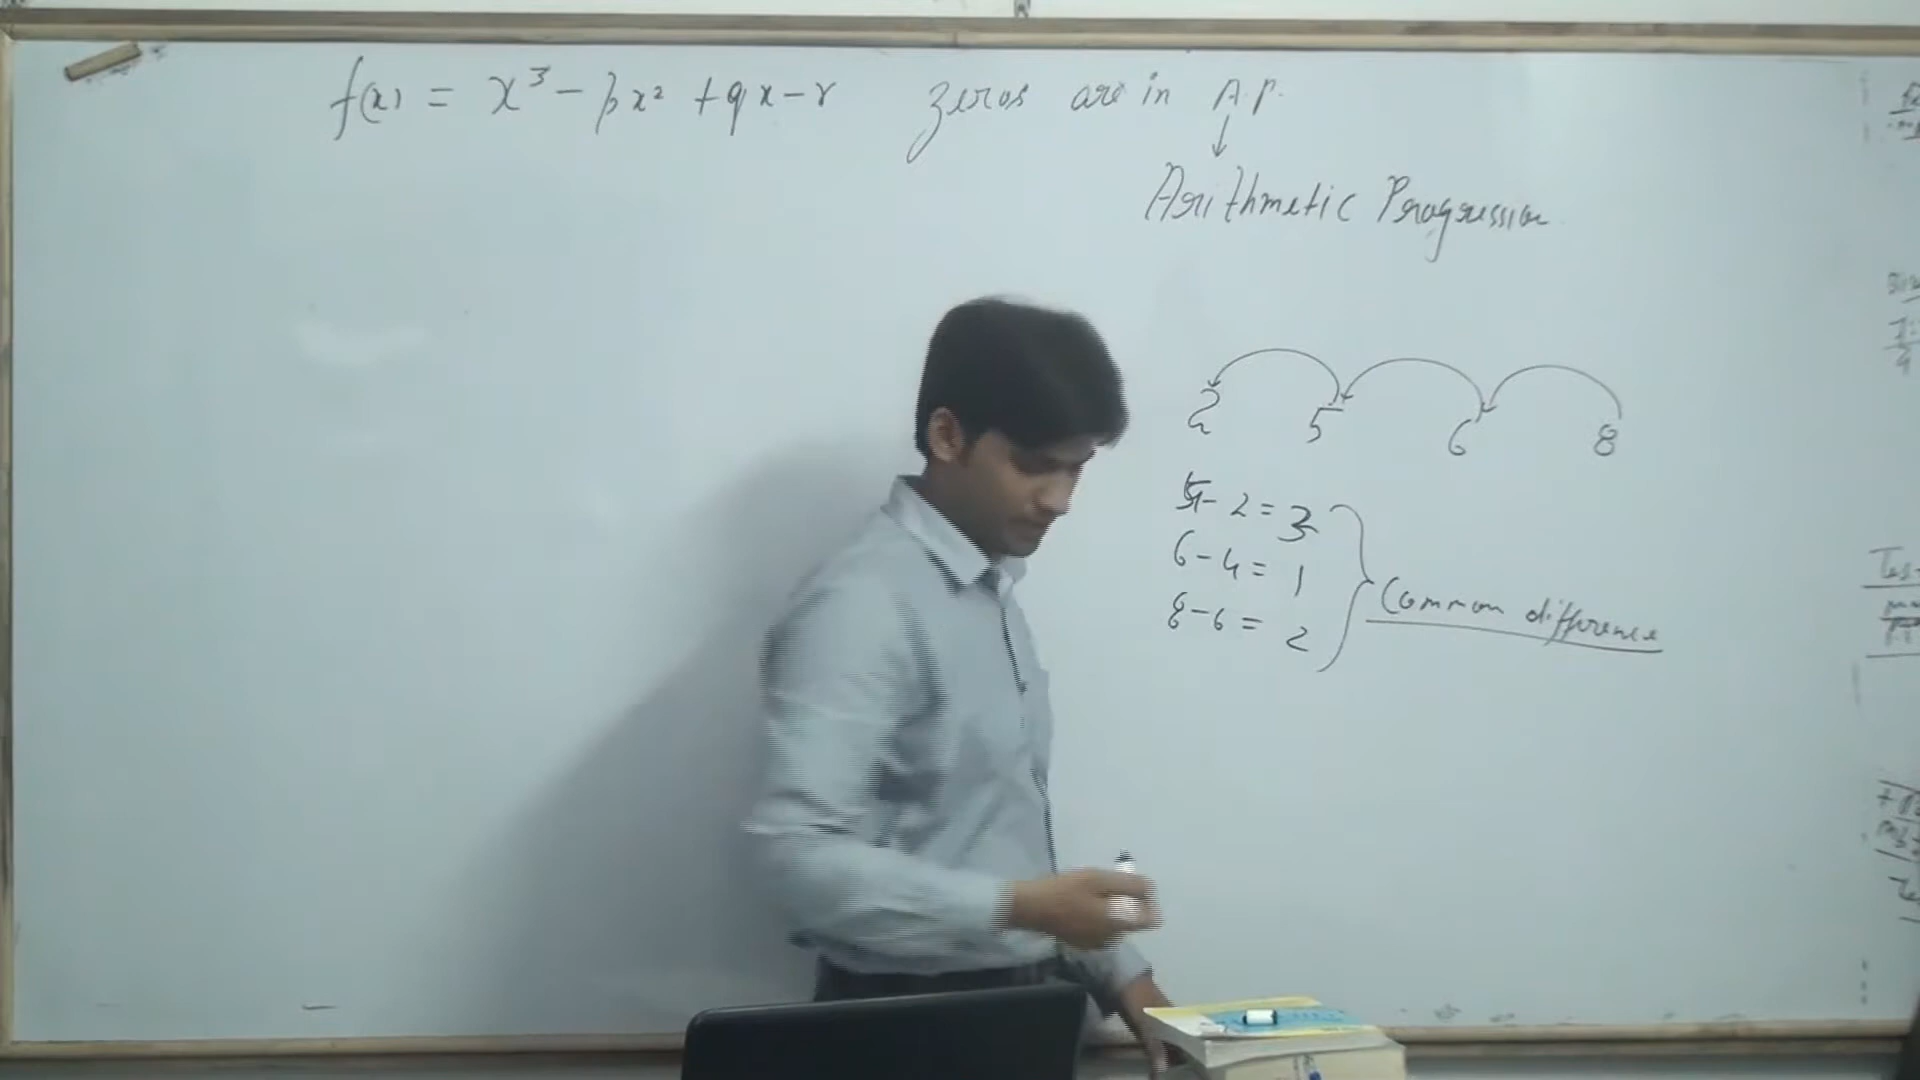 f(x) = x³ - px² + qx - r zeros are in A.P.
↓
Arithmetic Progression
2 5 6 8
5 - 2 = 3
6 - 4 = 1
8 - 6 = 2
Common difference